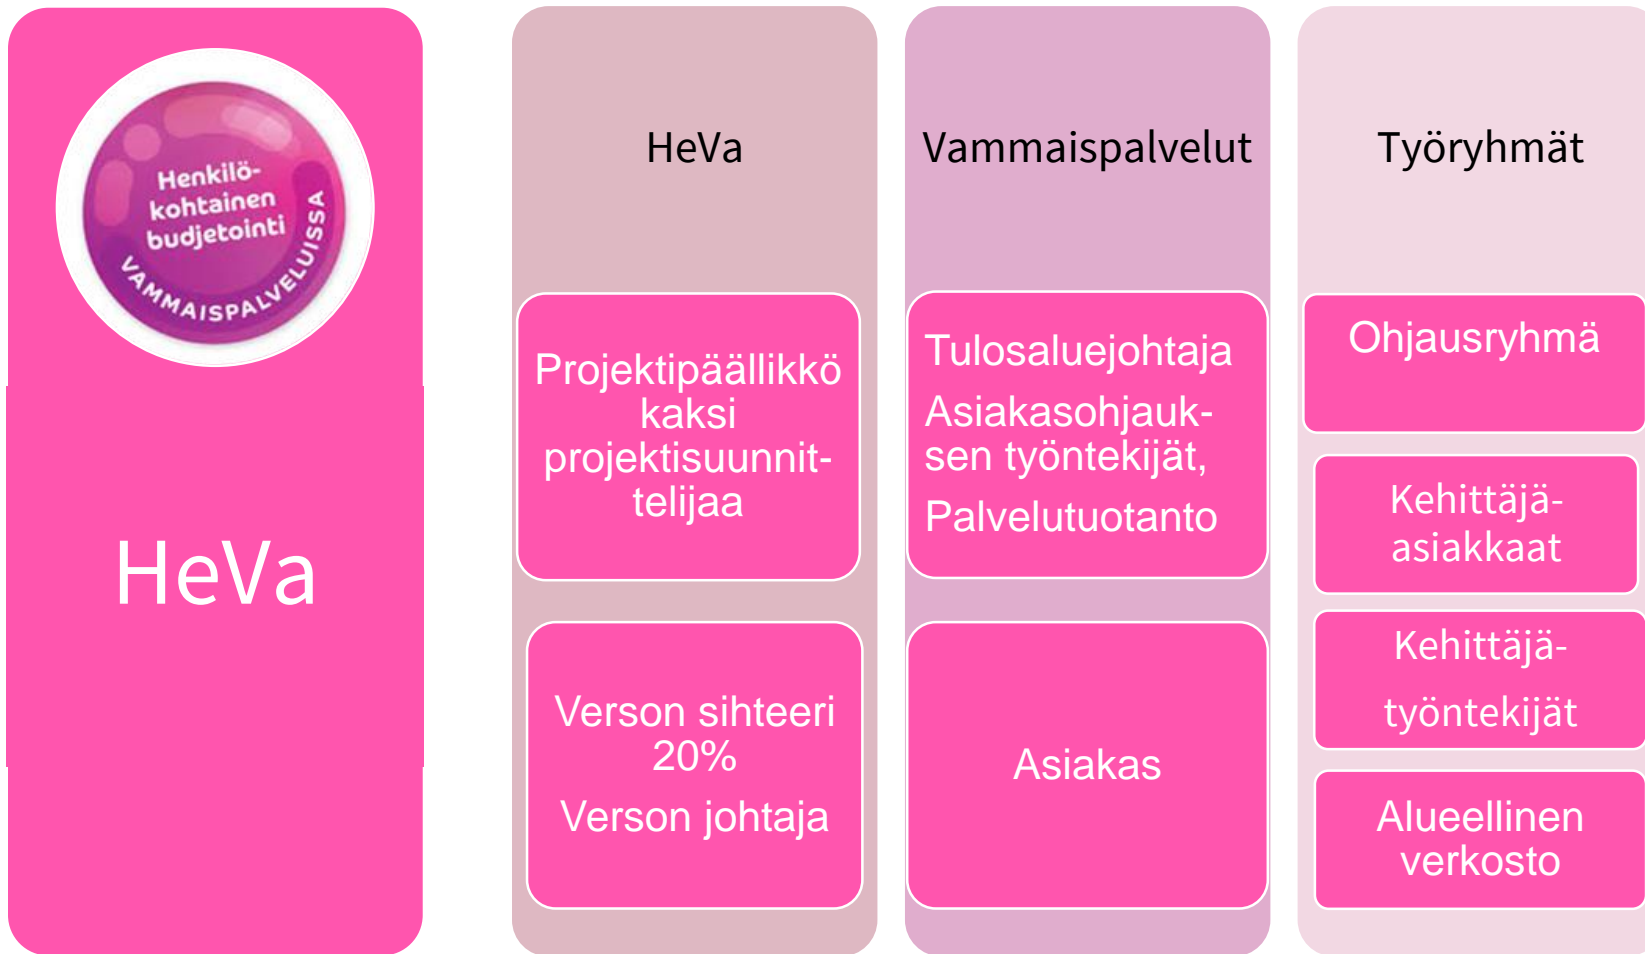 Henkilö-
kohtainen
budjetointi
VAMMAISPALVELUISSA
HeVa
HeVa
Projektipäällikkö
kaksi
projektisuunnit-
telijaa
Verson sihteeri
20%
Verson johtaja
Vammaispalvelut
Tulosaluejohtaja
Asiakasohjauk-
sen työntekijät,
Palvelutuotanto
Asiakas
Työryhmät
Ohjausryhmä
Kehittäjä-
asiakkaat
Kehittäjä-
työntekijät
Alueellinen
verkosto